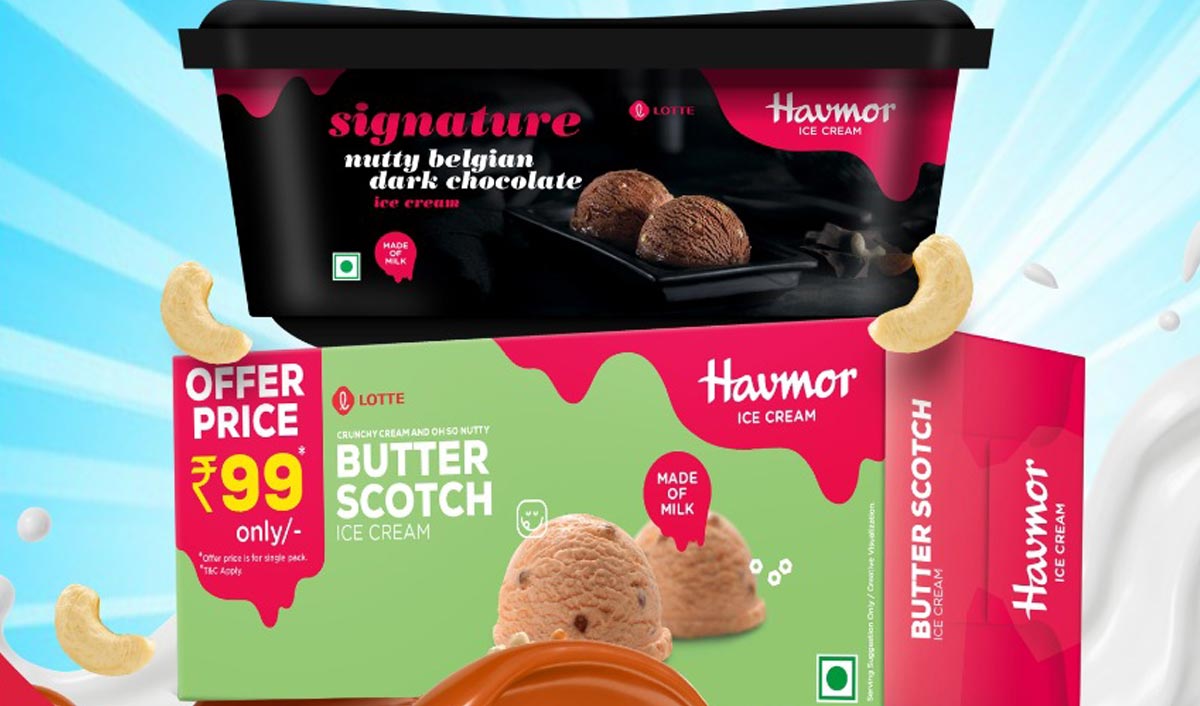 signature
nutty belgian
dark chocolate
ice cream
LOTTE
Havmor
ICE CREAM
MADE
OF
MILK
OFFER
PRICE
₹99*
only/-
*Offer price is for single pack.
*T&C Apply.
LOTTE
CRUNCHY CREAM AND OH SO NUTTY
BUTTER
SCOTCH
ICE CREAM
MADE
OF
MILK
Havmor
ICE CREAM
Serving Suggestion Only / Creative Visualization
BUTTER SCOTCH
ICE CREAM
Havmor
ICE CREAM